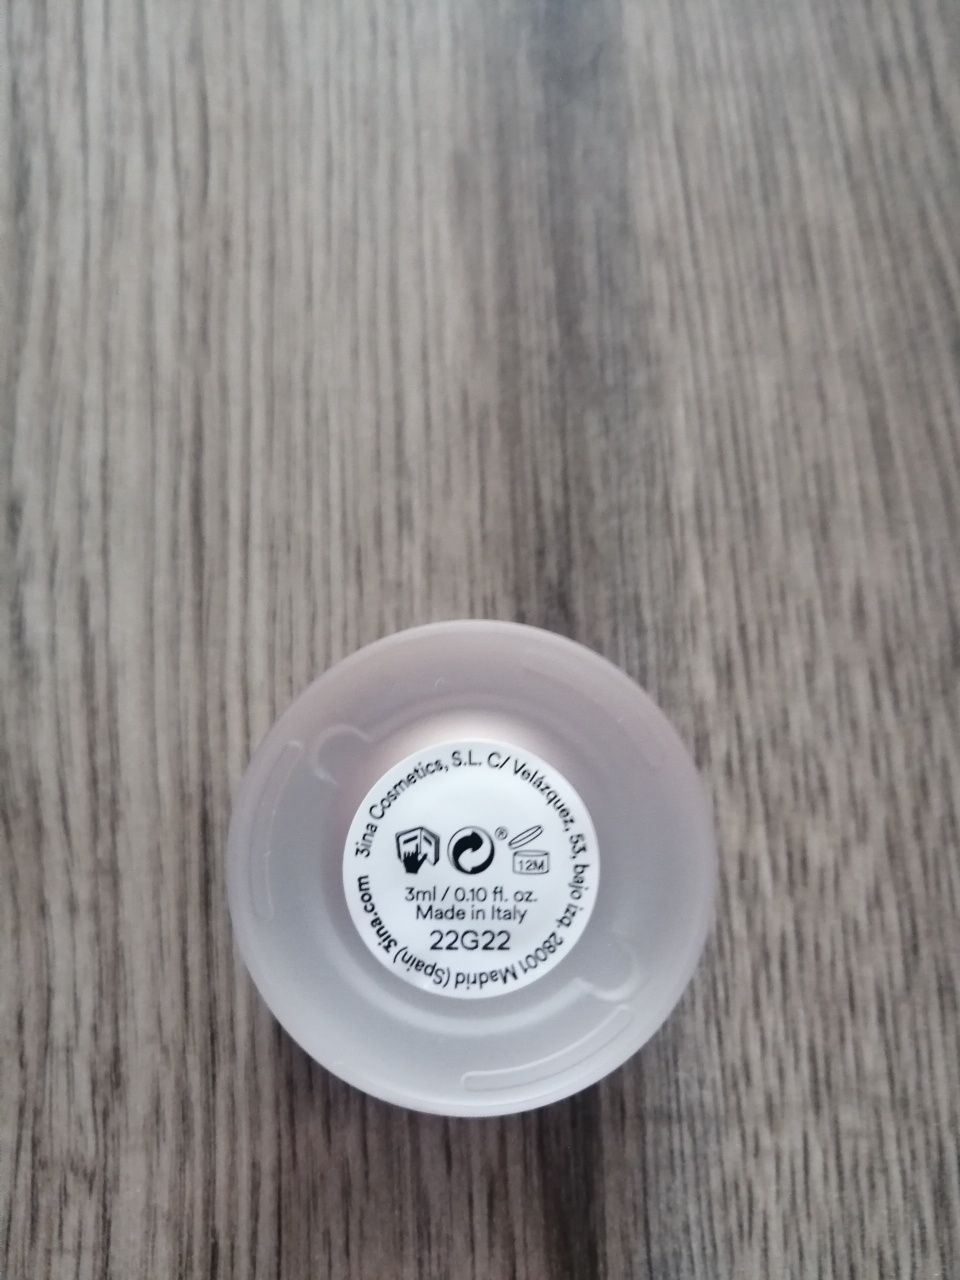 3ina Cosmetics, S.L. C/ Velázquez, 53, bajo izq. 28001 Madrid (Spain) 3ina.com
®
12M
3ml / 0.10 fl. oz.
Made in Italy
22G22